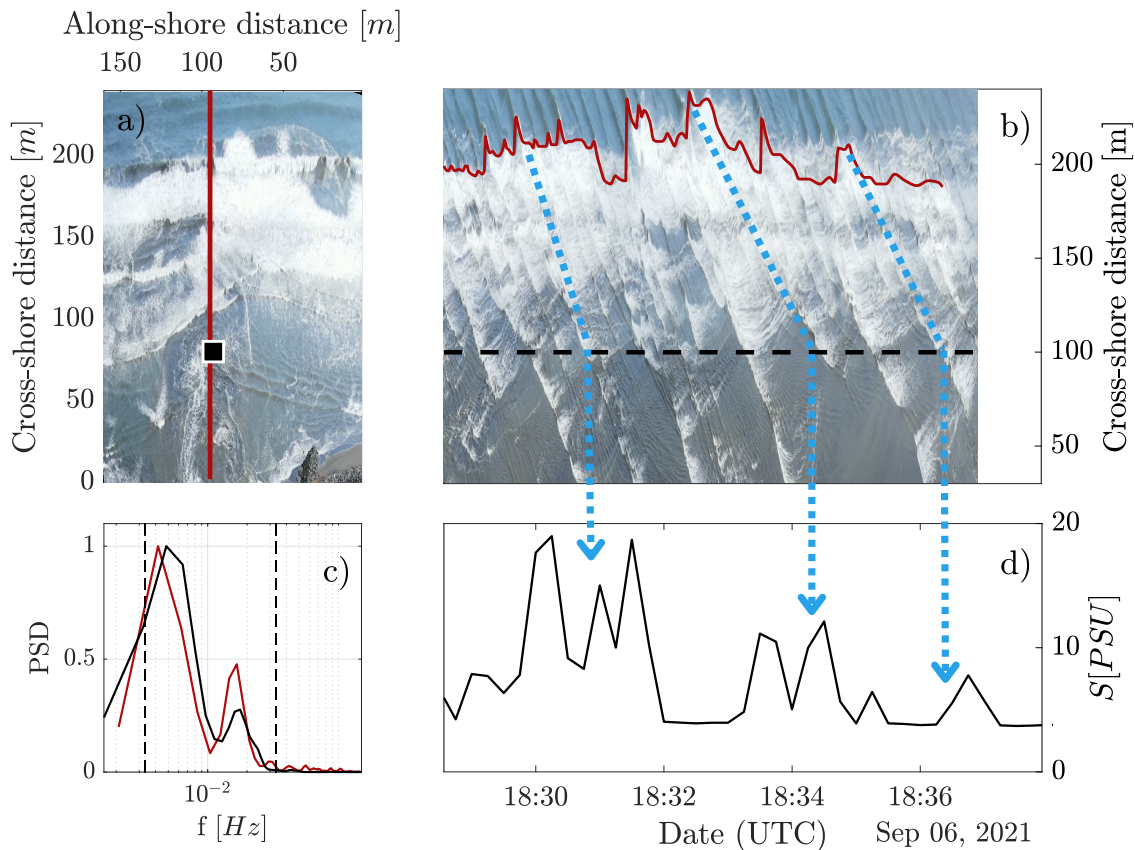 Along-shore distance [m]
150 100 50
a)
Cross-shore distance [m]
200
150
100
50
0
b)
200
150
100
50
Cross-shore distance [m]
c)
PSD
1
0.5
0
10-2
f [Hz]
d)
20
10
0
S[PSU]
18:30 18:32 18:34 18:36
Date (UTC) Sep 06, 2021